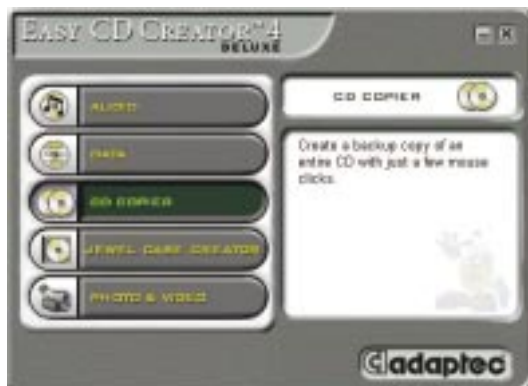 EASY CD CREATOR™ 4
DELUXE
AUDIO
DATA
CD COPIER
JEWEL CASE CREATOR
PHOTO & VIDEO
CD COPIER
Create a backup copy of an
entire CD with just a few mouse
clicks.
adaptec